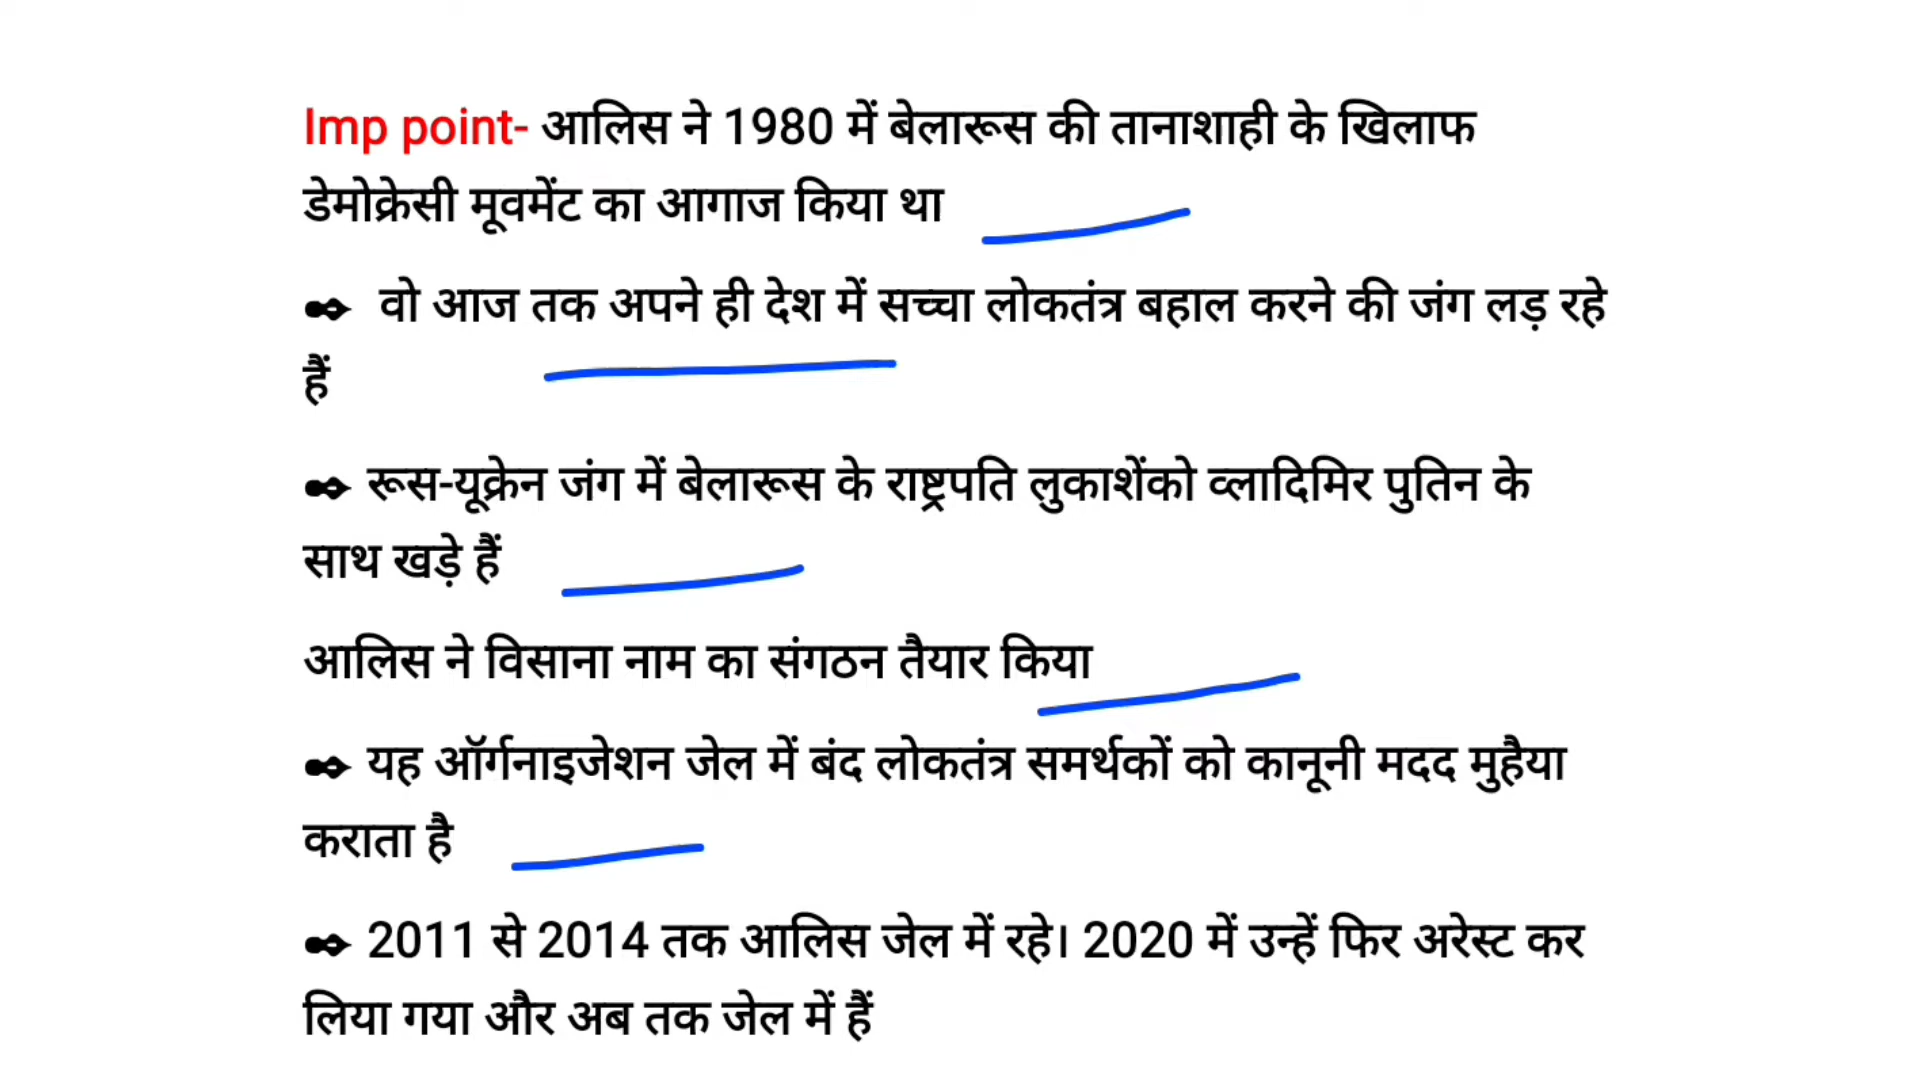 Imp point- आलिस ने 1980 में बेलारूस की तानाशाही के खिलाफ
डेमोक्रेसी मूवमेंट का आगाज किया था
✒ वो आज तक अपने ही देश में सच्चा लोकतंत्र बहाल करने की जंग लड़ रहे
हैं
✒ रूस-यूक्रेन जंग में बेलारूस के राष्ट्रपति लुकाशेंको व्लादिमिर पुतिन के
साथ खड़े हैं
आलिस ने विसाना नाम का संगठन तैयार किया
✒ यह ऑर्गनाइजेशन जेल में बंद लोकतंत्र समर्थकों को कानूनी मदद मुहैया
कराता है
✒ 2011 से 2014 तक आलिस जेल में रहे। 2020 में उन्हें फिर अरेस्ट कर
लिया गया और अब तक जेल में हैं